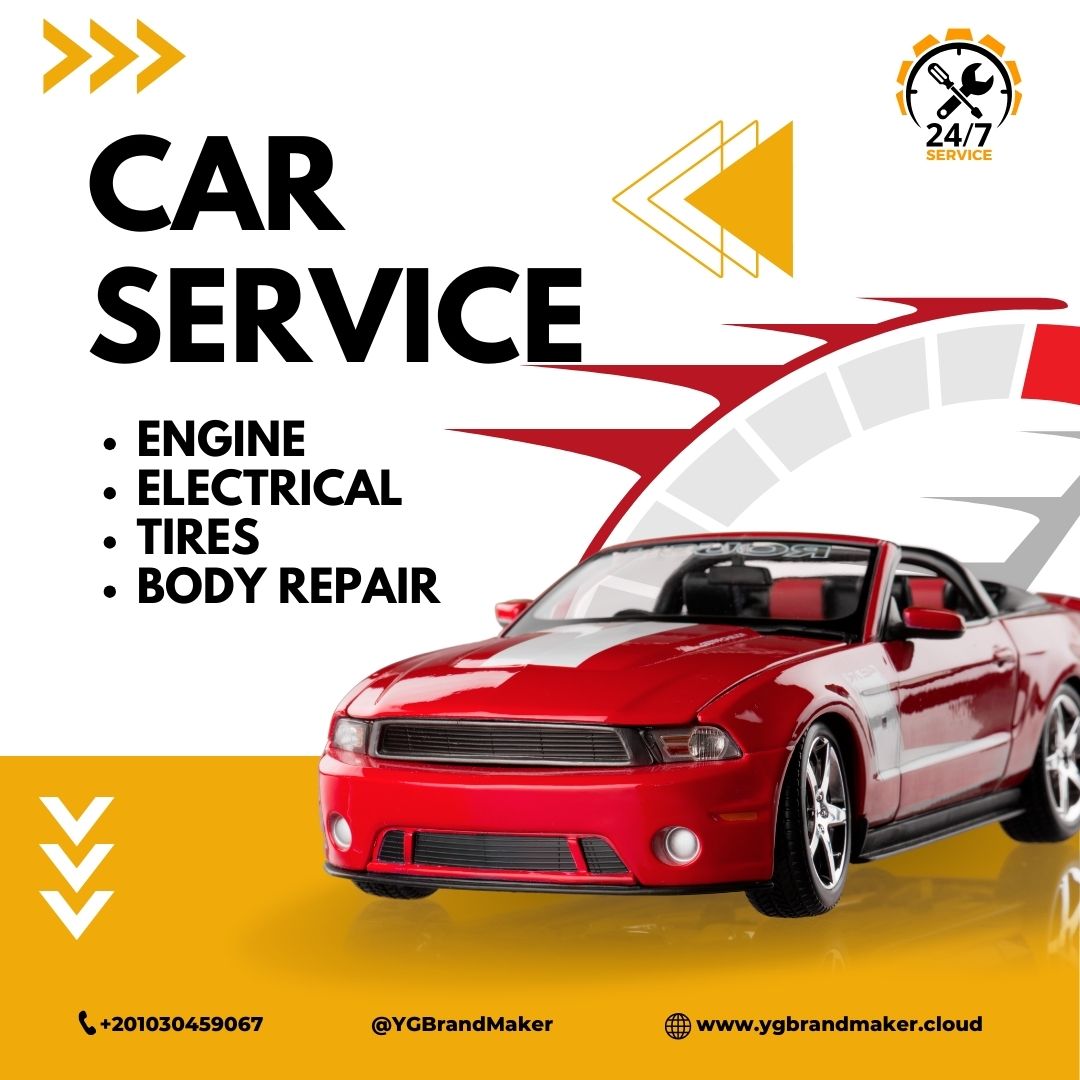 24/7
SERVICE
CAR
SERVICE
• ENGINE
• ELECTRICAL
• TIRES
• BODY REPAIR
+201030459067
@YGBrandMaker
www.ygbrandmaker.cloud